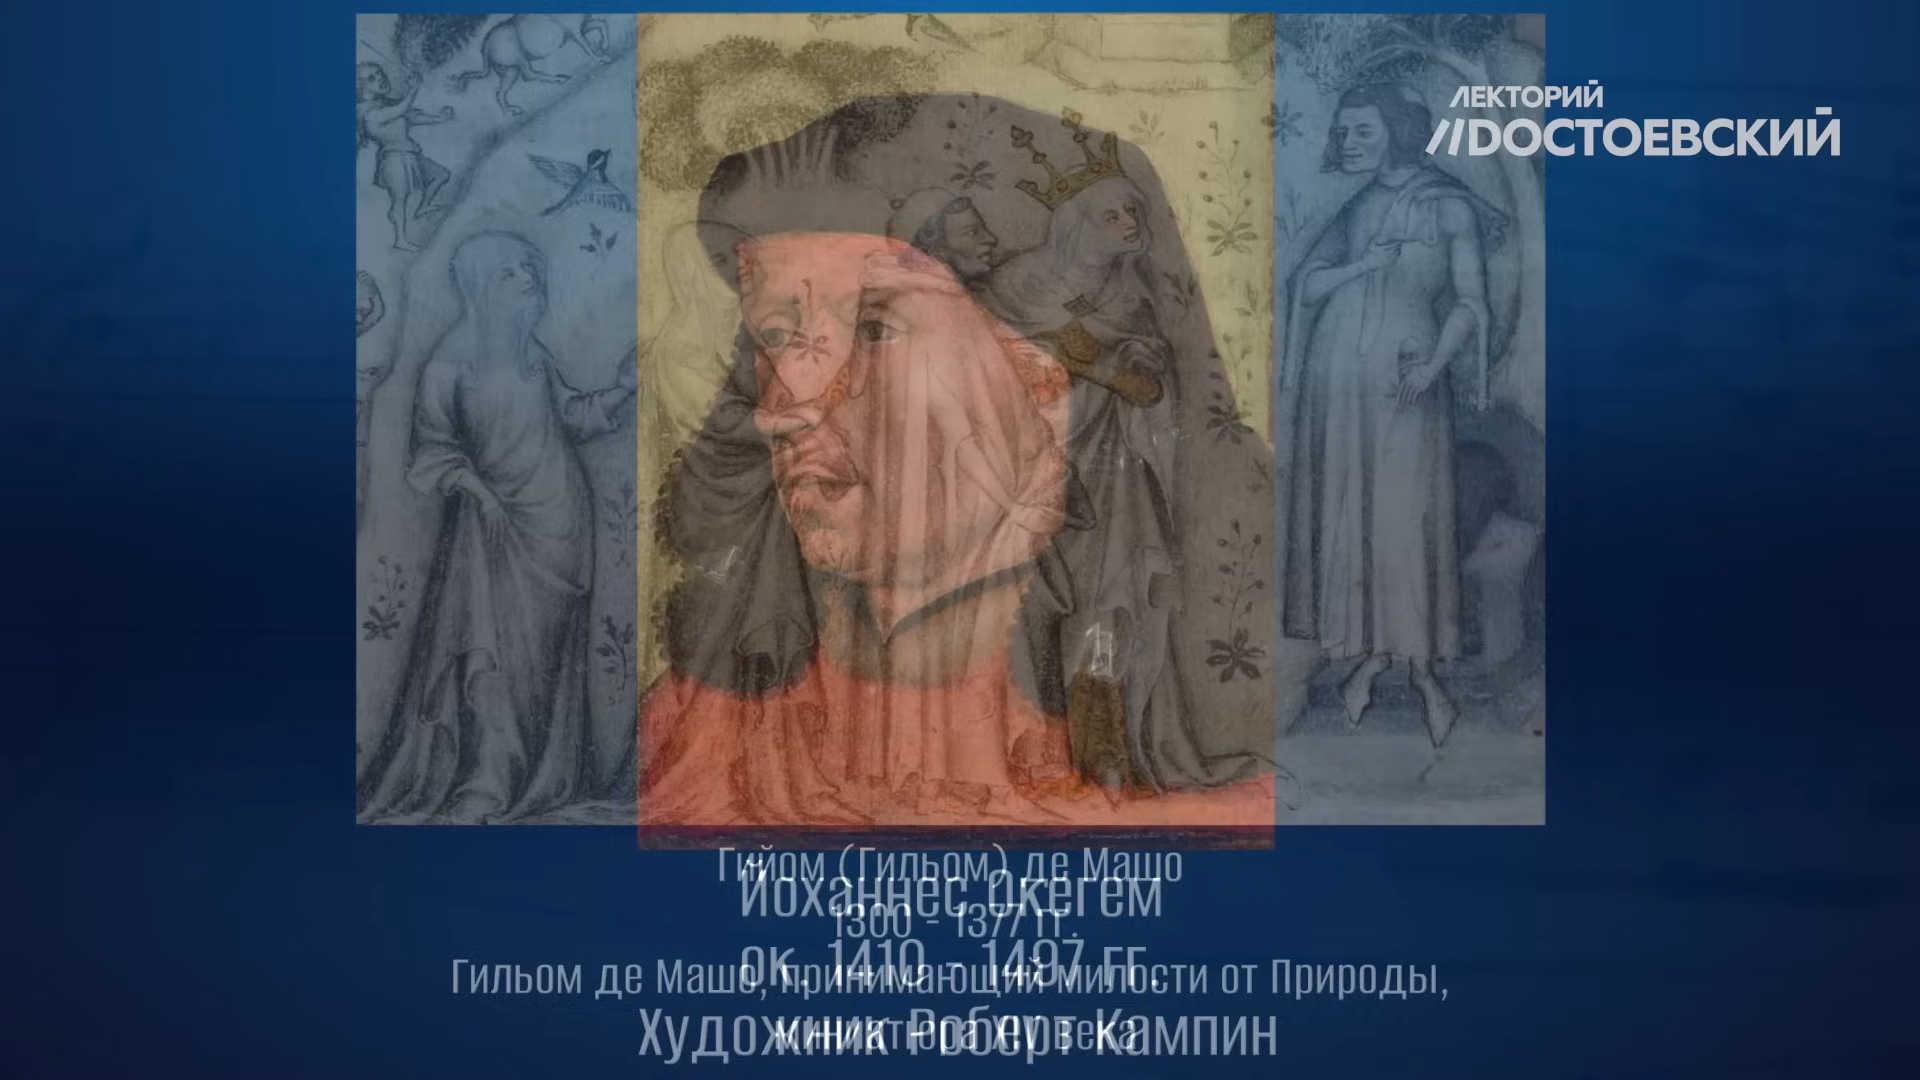 ЛЕКТОРИЙ
//DОСТОЕВСКИЙ
Гийом (Гильом) де Машо
1300 - 1377 гг.
Гильом де Машо, принимающий милости от Природы,
миниатюра XIV века
Йоханнес Окегем
ок. 1410 - 1497 гг.
Художник Роберт Кампин